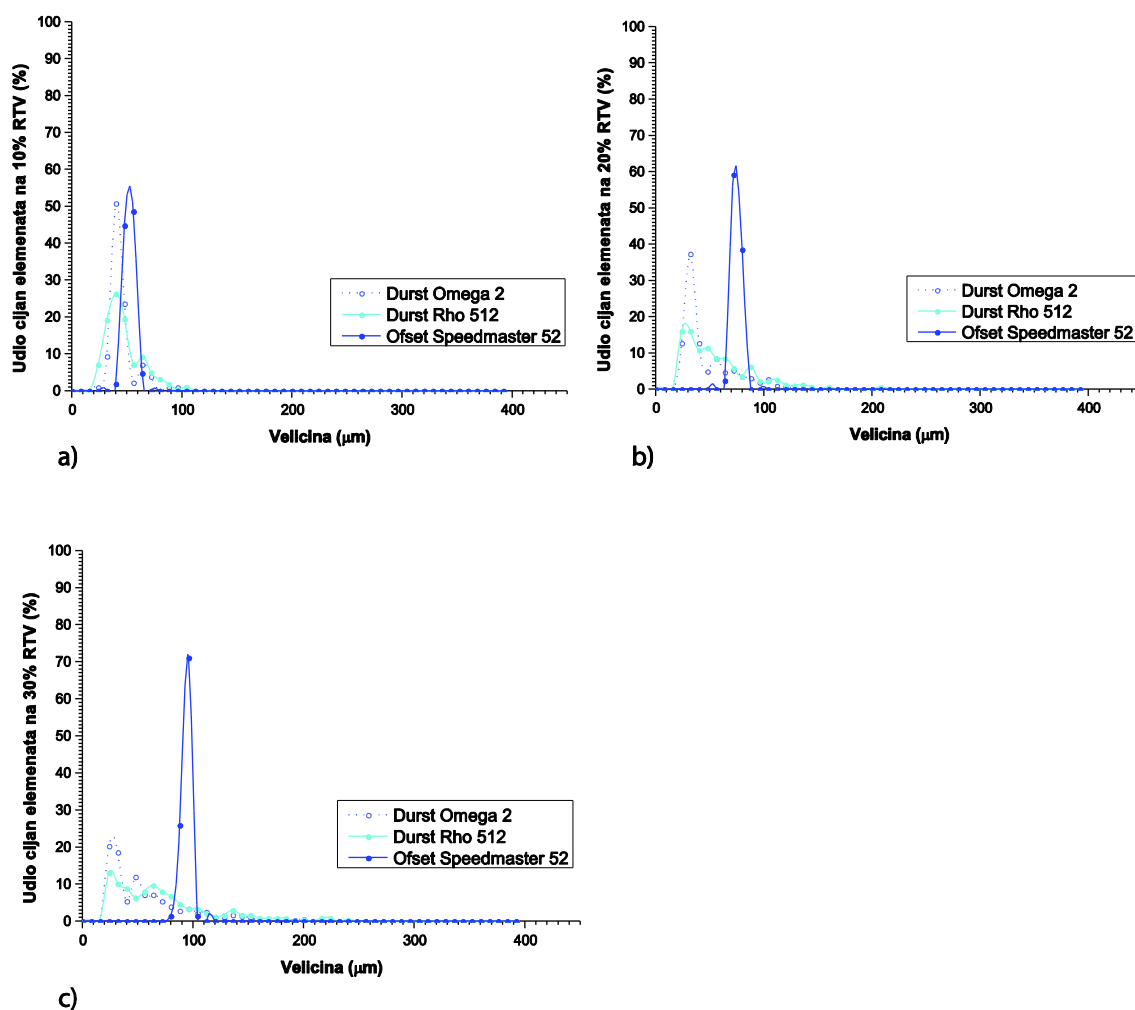 Udio cijan elemenata na 10% RTV (%)
100
90
80
70
60
50
40
30
20
10
0
0 100 200 300 400
Velicina (µm)
Durst Omega 2
Durst Rho 512
Ofset Speedmaster 52
a)
Udio cijan elemenata na 20% RTV (%)
100
90
80
70
60
50
40
30
20
10
0
0 100 200 300 400
Velicina (µm)
Durst Omega 2
Durst Rho 512
Ofset Speedmaster 52
b)
Udio cijan elemenata na 30% RTV (%)
100
90
80
70
60
50
40
30
20
10
0
0 100 200 300 400
Velicina (µm)
Durst Omega 2
Durst Rho 512
Ofset Speedmaster 52
c)